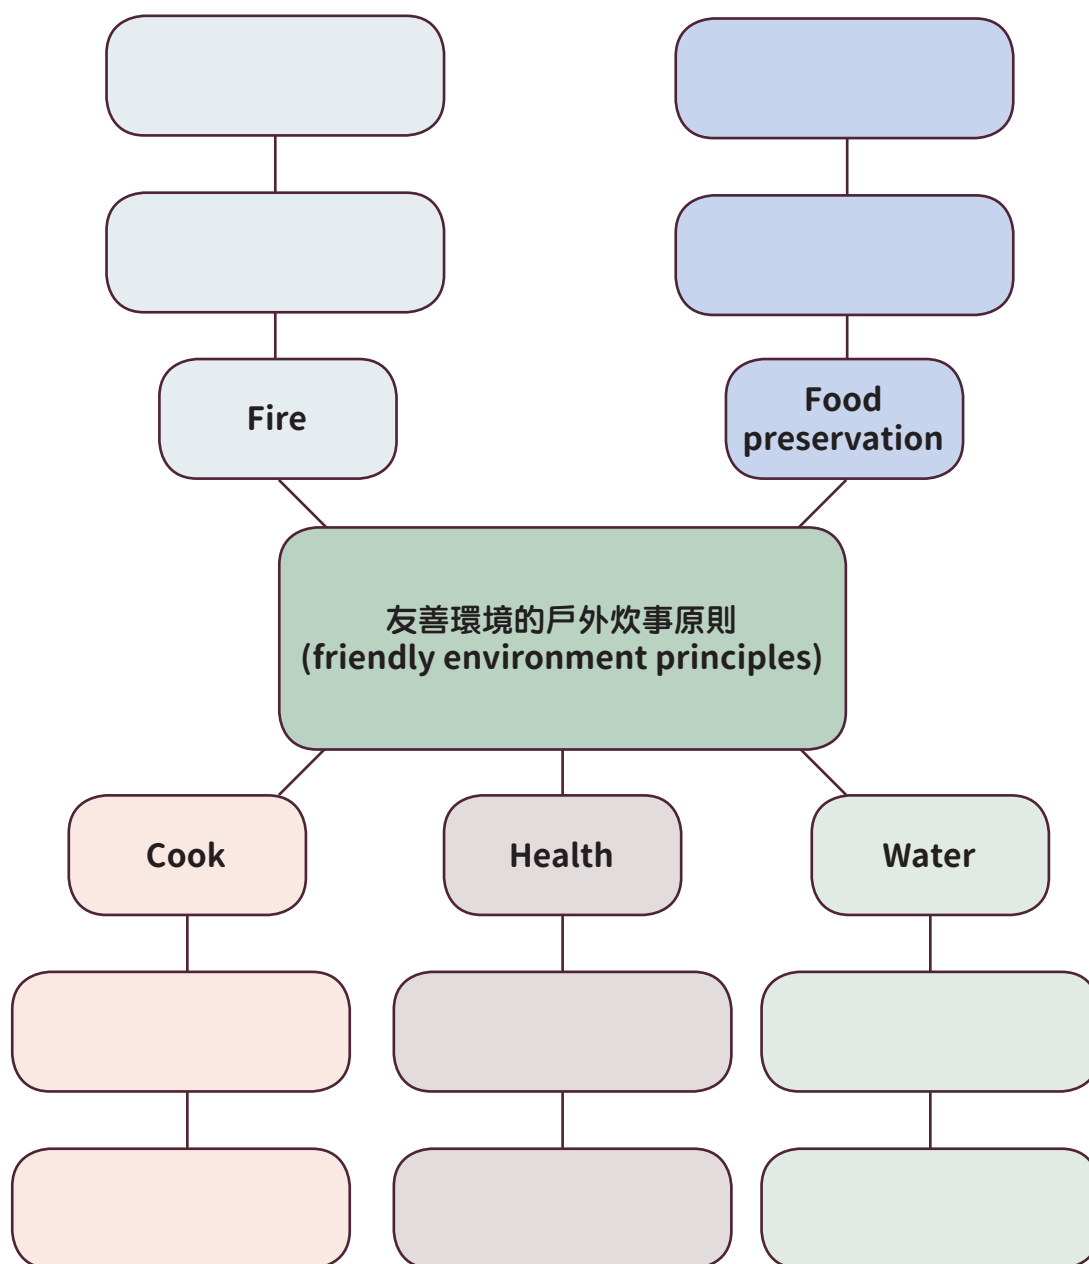 Fire
Food
preservation
友善環境的戶外炊事原則
(friendly environment principles)
Cook
Health
Water